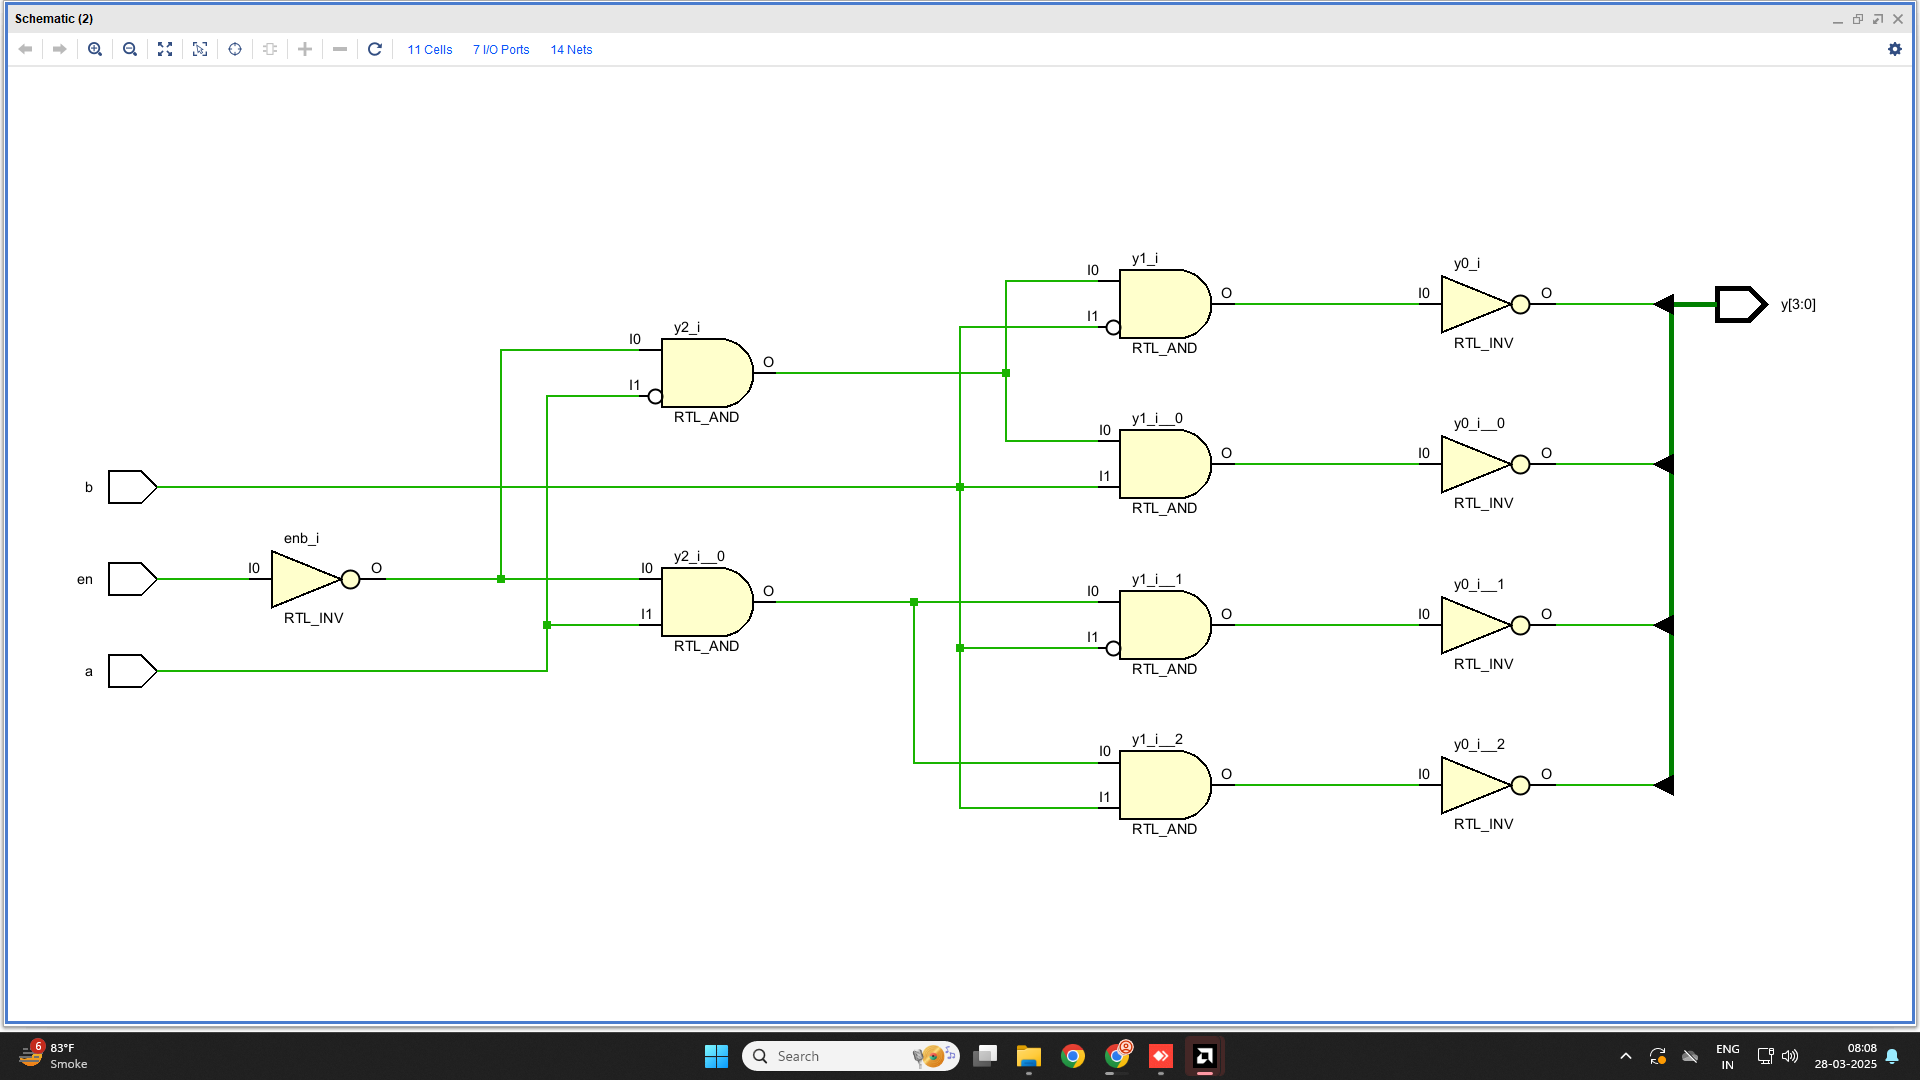 Schematic (2)
11 Cells 7 I/O Ports 14 Nets
y1_i
I0
O
I1
RTL_AND
y0_i
I0
O
RTL_INV
y[3:0]
y2_i
I0
O
I1
RTL_AND
y1_i__0
I0
O
I1
RTL_AND
y0_i__0
I0
O
RTL_INV
b
enb_i
I0
O
RTL_INV
en
y2_i__0
I0
O
I1
RTL_AND
a
y1_i__1
I0
O
I1
RTL_AND
y0_i__1
I0
O
RTL_INV
y1_i__2
I0
O
I1
RTL_AND
y0_i__2
I0
O
RTL_INV
6
83°F
Smoke
Search
ENG
IN
08:08
28-03-2025